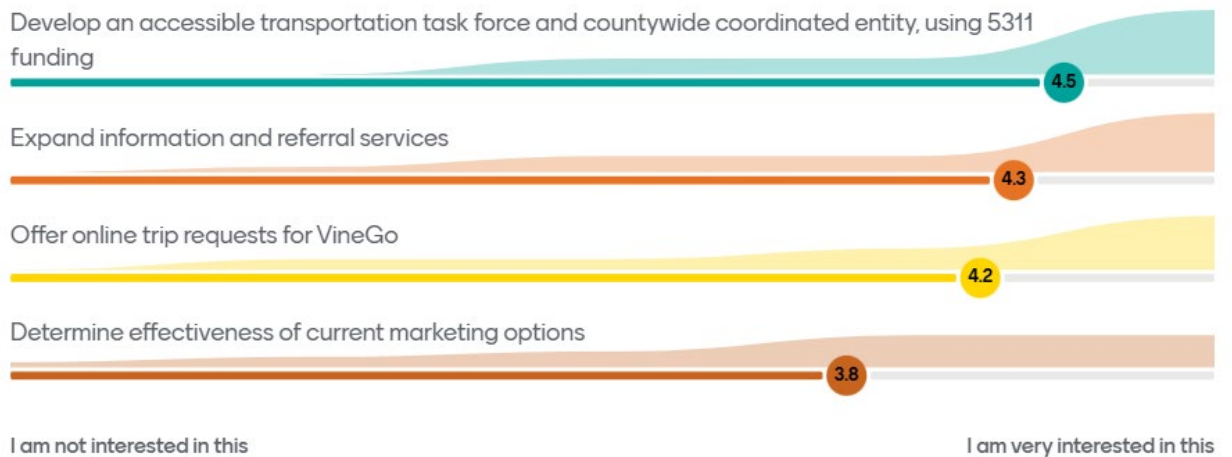 Develop an accessible transportation task force and countywide coordinated entity, using 5311
funding
4.5
Expand information and referral services
4.3
Offer online trip requests for VineGo
4.2
Determine effectiveness of current marketing options
3.8
I am not interested in this
I am very interested in this